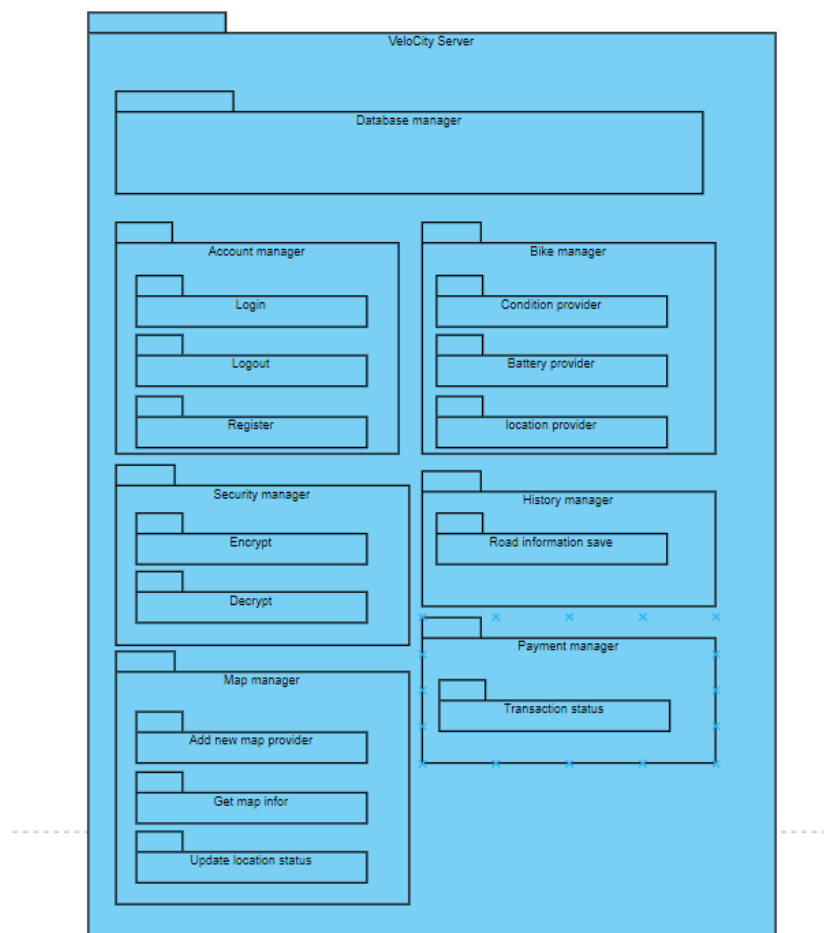 VeloCity Server
Database manager
Account manager
Login
Logout
Register
Bike manager
Condition provider
Battery provider
location provider
Security manager
Encrypt
Decrypt
History manager
Road information save
Map manager
Add new map provider
Get map infor
Update location status
Payment manager
Transaction status